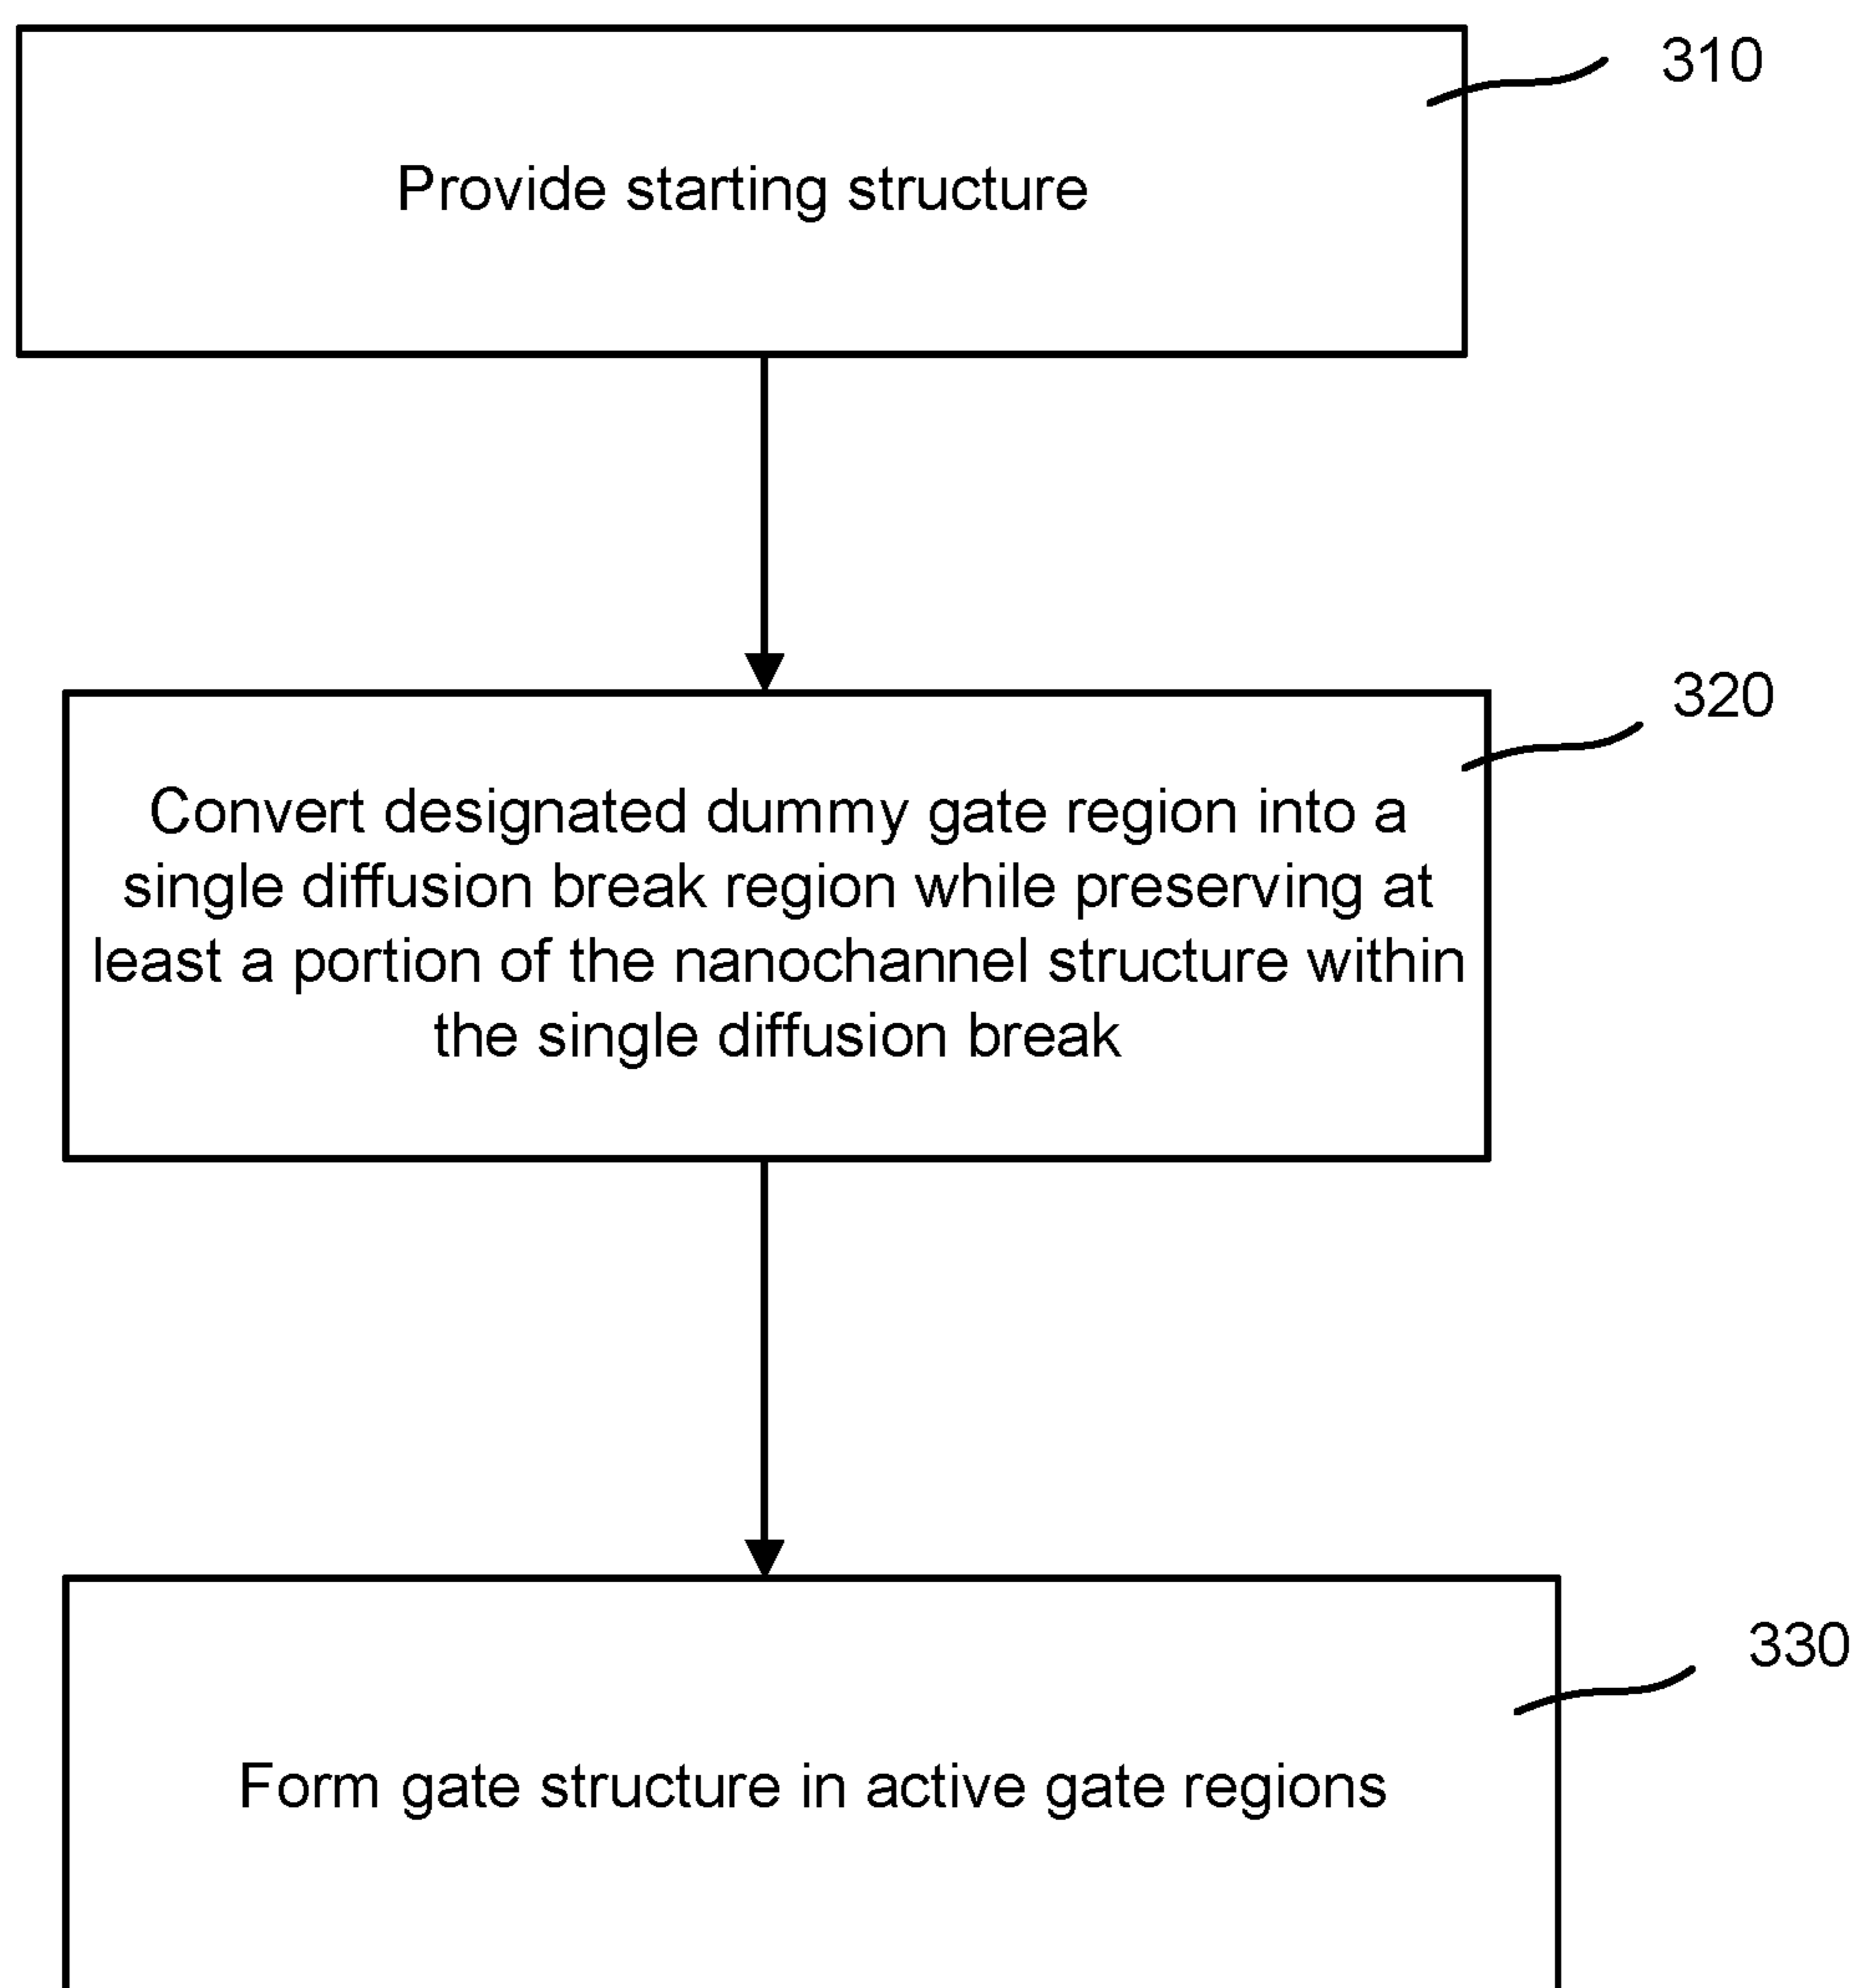 310
Provide starting structure
320
Convert designated dummy gate region into a
single diffusion break region while preserving at
least a portion of the nanochannel structure within
the single diffusion break
330
Form gate structure in active gate regions